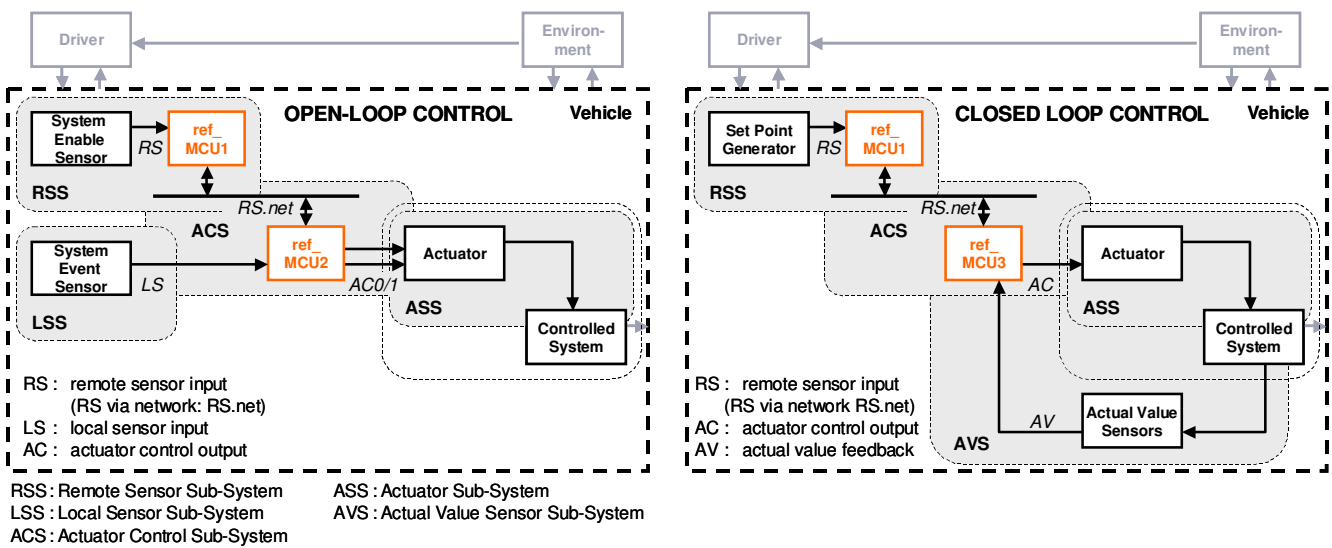 Driver
Environ-
ment
OPEN-LOOP CONTROL
Vehicle
System
Enable
Sensor
RS
ref_
MCU1
RSS
RS.net
ACS
System
Event
Sensor
LS
ref_
MCU2
AC0/1
Actuator
LSS
ASS
Controlled
System
RS : remote sensor input
(RS via network: RS.net)
LS : local sensor input
AC : actuator control output
Driver
Environ-
ment
CLOSED LOOP CONTROL
Vehicle
Set Point
Generator
RS
ref_
MCU1
RSS
RS.net
ACS
ref_
MCU3
AC
Actuator
ASS
Controlled
System
RS : remote sensor input
(RS via network RS.net)
AC : actuator control output
AV : actual value feedback
AV
Actual Value
Sensors
AVS
RSS : Remote Sensor Sub-System
LSS : Local Sensor Sub-System
ACS : Actuator Control Sub-System
ASS : Actuator Sub-System
AVS : Actual Value Sensor Sub-System